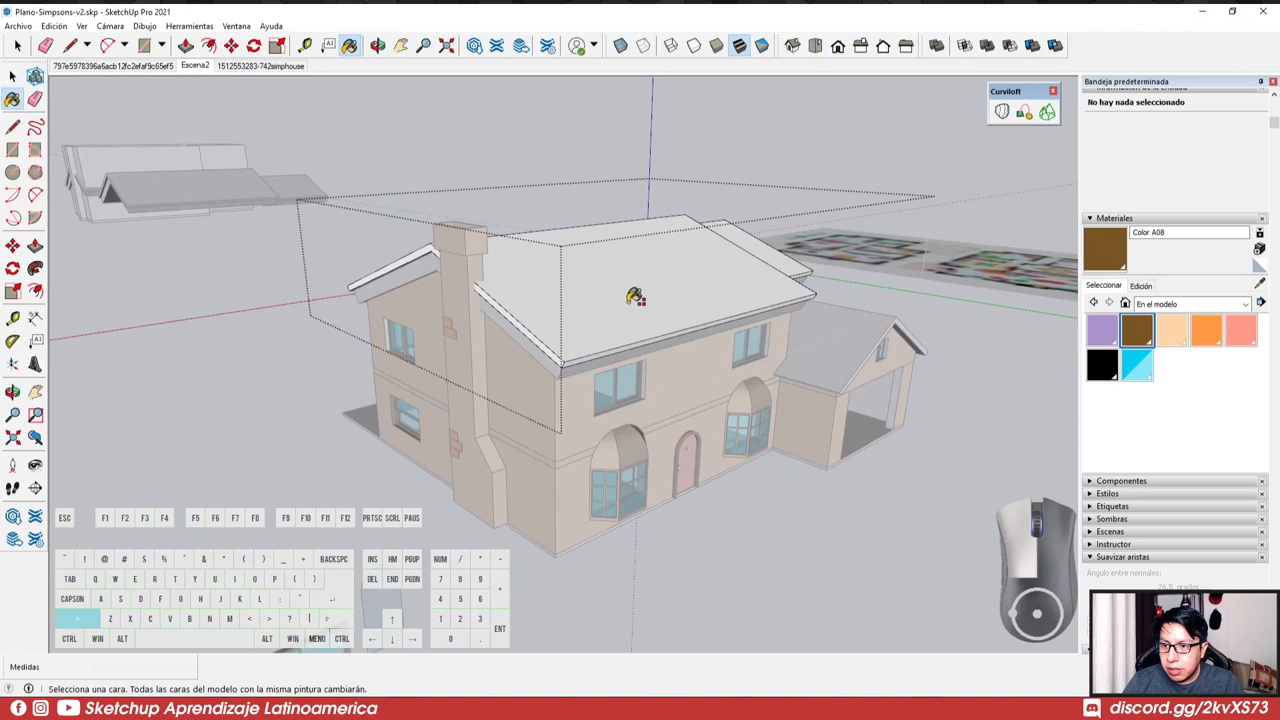 Plano-Simpsons-v2.skp - SketchUp Pro 2021
Archivo Edición Ver Cámara Dibujo Herramientas Ventana Ayuda
797e5978396a6acb12fc2efaf9c65ef5 Escena2 1512553283-742simphouse
Curviloft
Bandeja predeterminada
No hay nada seleccionado
Materiales
Color A08
Seleccionar Edición
En el modelo
Componentes
Estilos
Etiquetas
Sombras
Escenas
Instructor
Suavizar aristas
Ángulo entre normales:
ESC F1 F2 F3 F4 F5 F6 F7 F8 F9 F10 F11 F12 PRTSC SCRL PAUS
~ ! @ # $ % ^ & * ( ) _ + BACKSPC INS HM PGUP NUM / * -
TAB Q W E R T Y U I O P { } DEL END PGDN 7 8 9 +
CAPSON A S D F G H J K L : " 4 5 6
Z X C V B N M < > ? 1 2 3 ENT
CTRL WIN ALT ALT WIN MENU CTRL 0 .
Medidas
Selecciona una cara. Todas las caras del modelo con la misma pintura cambiarán.
Sketchup Aprendizaje Latinoamerica
discord.gg/2kvXS73